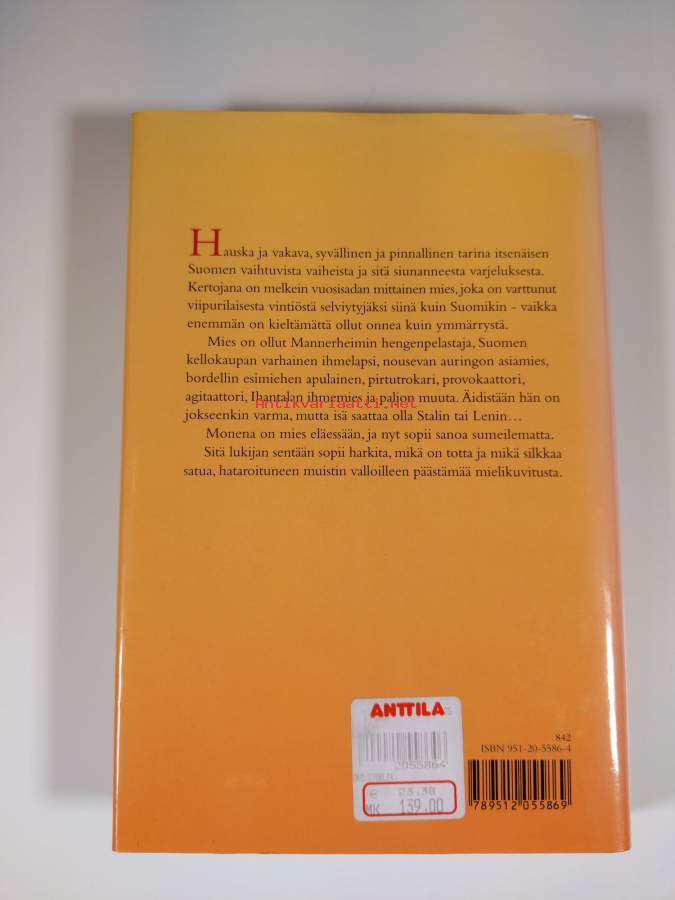 Hauska ja vakava, syvällinen ja pinnallinen tarina itsenäisen
Suomen vaihtuvista vaiheista ja sitä siunanneesta varjeluksesta.
Kertojana on melkein vuosisadan mittainen mies, joka on varttunut
viipurilaisesta vintiöstä selviytyjäksi siinä kuin Suomikin – vaikka
enemmän on kieltämättä ollut onnea kuin ymmärrystä.
Mies on ollut Mannerheimin hengenpelastaja, Suomen
kellokaupan varhainen ihmelapsi, nousevan auringon asiamies,
bordellin esimiehen apulainen, pirtutrokari, provokaattori,
agitaattori, Ihantalan ihmemies ja paljon muuta. Äidistään hän on
Antikvariaatti.Net
jokseenkin varma, mutta isä saattaa olla Stalin tai Lenin…
Monena on mies eläessään, ja nyt sopii sanoa sumeilematta.
Sitä lukijan sentään sopii harkita, mikä on totta ja mikä silkkaa
satua, hataroituneen muistin valloilleen päästämää mielikuvitusta.
ANTTILA
2055864
€ 23.38
MK 139.00
842
ISBN 951-20-5586-4
789512 055869